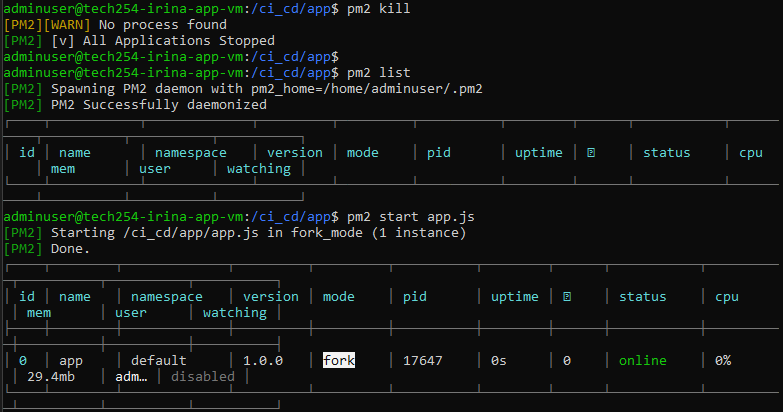 adminuser@tech254-irina-app-vm:/ci_cd/app$ pm2 kill
[PM2][WARN] No process found
[PM2] [v] All Applications Stopped
adminuser@tech254-irina-app-vm:/ci_cd/app$
adminuser@tech254-irina-app-vm:/ci_cd/app$ pm2 list
[PM2] Spawning PM2 daemon with pm2_home=/home/adminuser/.pm2
[PM2] PM2 Successfully daemonized
│ id │ name │ namespace │ version │ mode │ pid │ uptime │ │ status │ cpu
│ mem │ user │ watching │
adminuser@tech254-irina-app-vm:/ci_cd/app$ pm2 start app.js
[PM2] Starting /ci_cd/app/app.js in fork_mode (1 instance)
[PM2] Done.
│ id │ name │ namespace │ version │ mode │ pid │ uptime │ │ status │ cpu
│ mem │ user │ watching │
│ 0 │ app │ default │ 1.0.0 │ fork │ 17647 │ 0s │ 0 │ online │ 0%
│ 29.4mb │ adm… │ disabled │